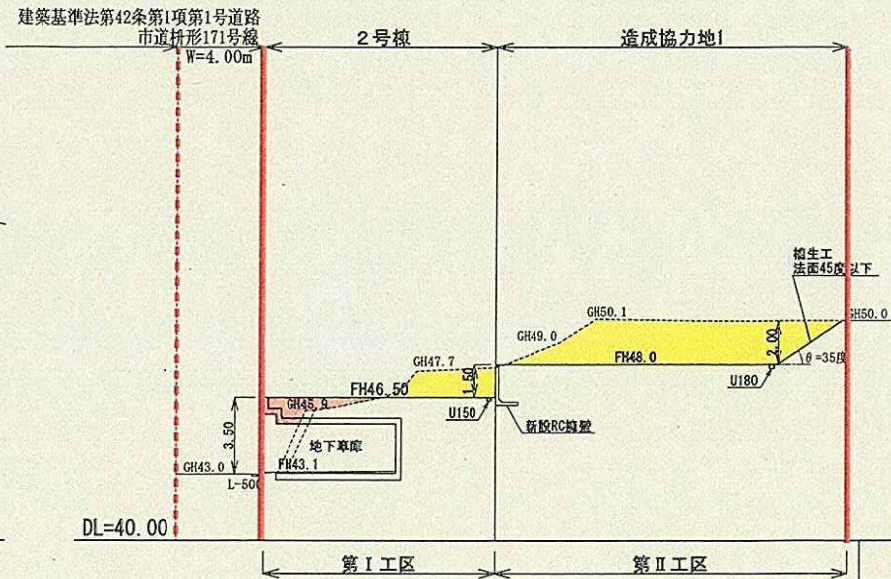 建築基準法第42条第1項第1号道路
市道枡形171号線
W=4.00m
2号棟
造成協力地1
植生工
法面45度以下
GH50.1
GH50.0
GH49.0
2.00
FH48.0
θ=35度
GH47.7
1.50
FH46.50
U180
GH45.9
U150
新設RC擁壁
3.50
地下車庫
FH43.1
GH43.0
L-500
DL=40.00
第Ⅰ工区
第Ⅱ工区